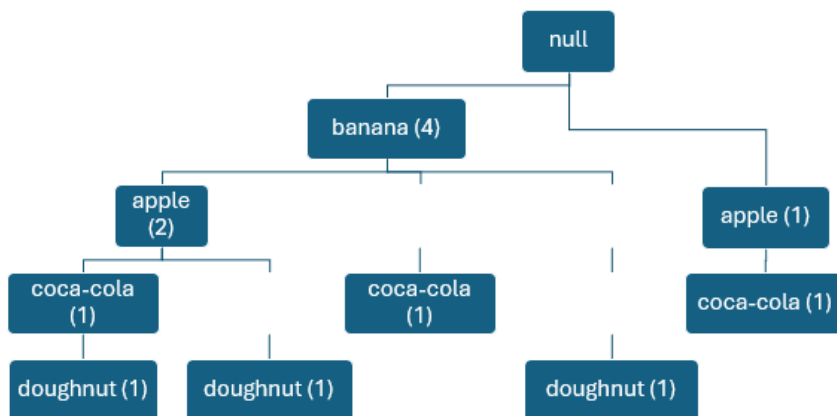 null
banana (4)
apple
(2)
apple (1)
coca-cola
(1)
coca-cola
(1)
coca-cola (1)
doughnut (1)
doughnut (1)
doughnut (1)